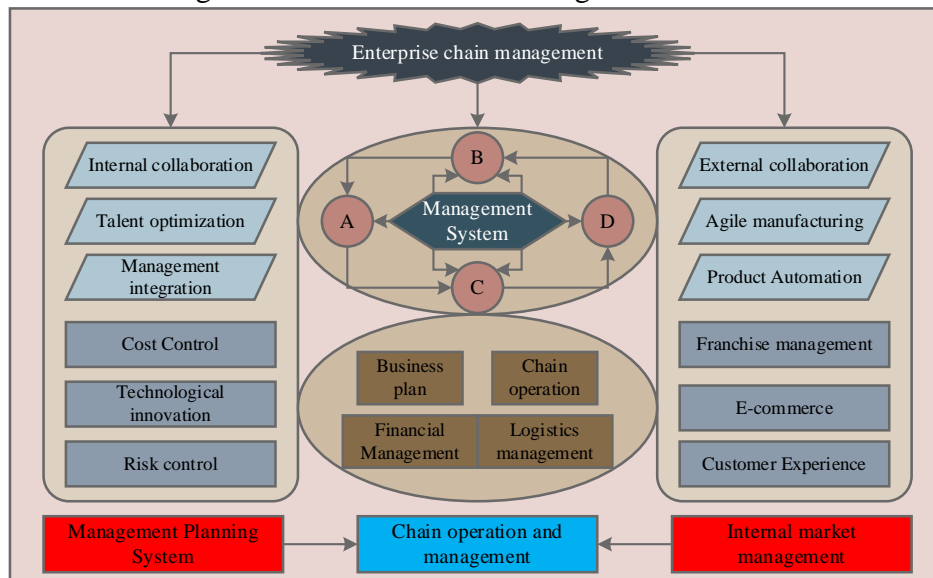 Enterprise chain management
Internal collaboration
Talent optimization
Management
integration
Cost Control
Technological
innovation
Risk control
B
A
Management
System
D
C
Business
plan
Chain
operation
Financial
Management
Logistics
management
External collaboration
Agile manufacturing
Product Automation
Franchise management
E-commerce
Customer Experience
Management Planning
System
Chain operation and
management
Internal market
management